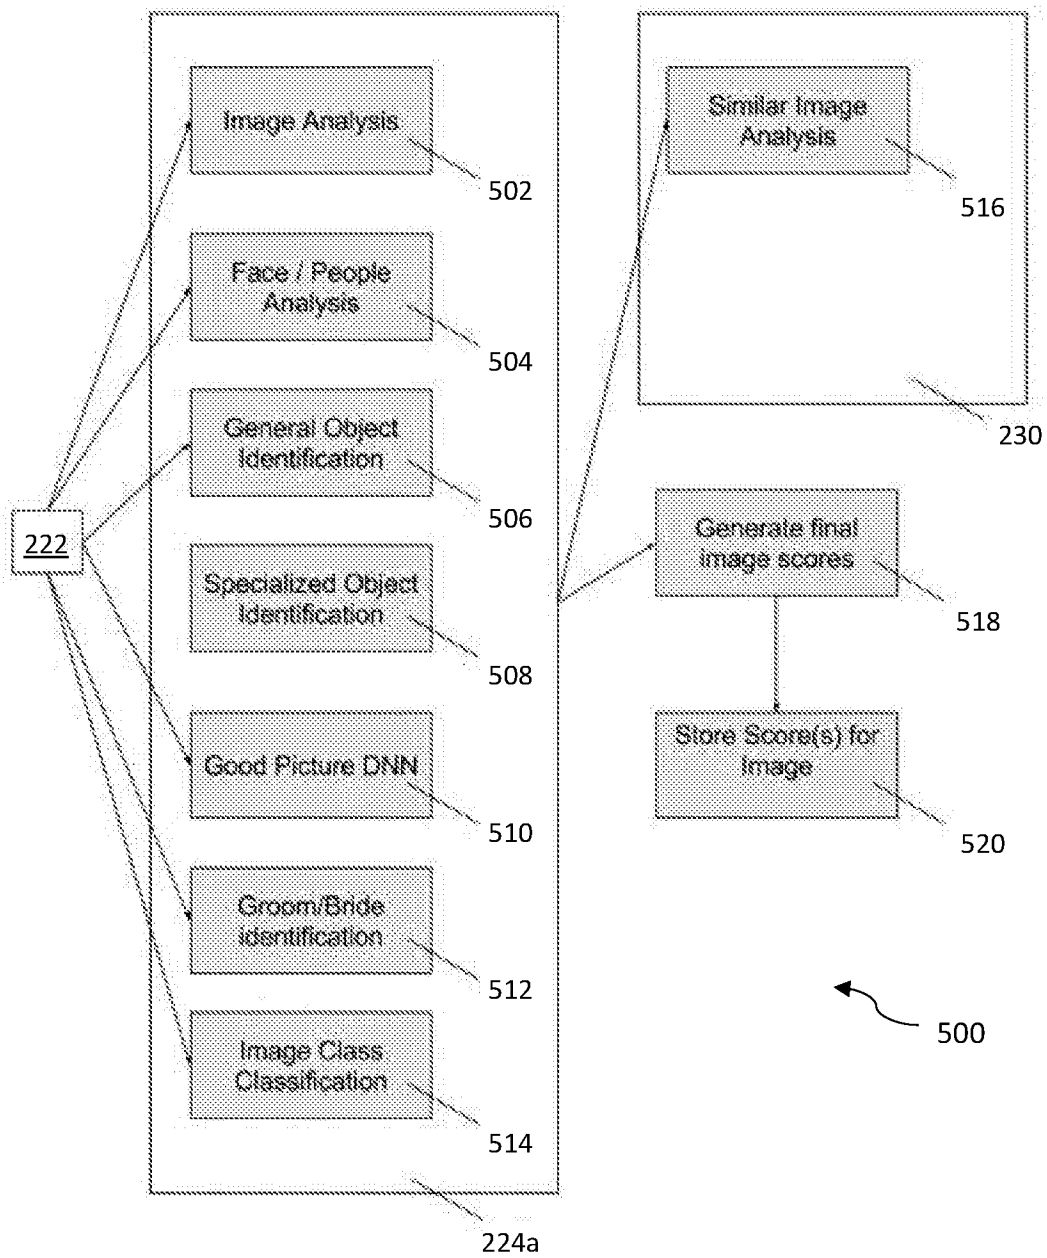 222
Image Analysis
502
Face / People
Analysis
504
General Object
Identification
506
Specialized Object
Identification
508
Good Picture DNN
510
Groom/Bride
identification
512
Image Class
Classification
514
224a
Similar Image
Analysis
516
230
Generate final
image scores
518
Store Score(s) for
Image
520
500